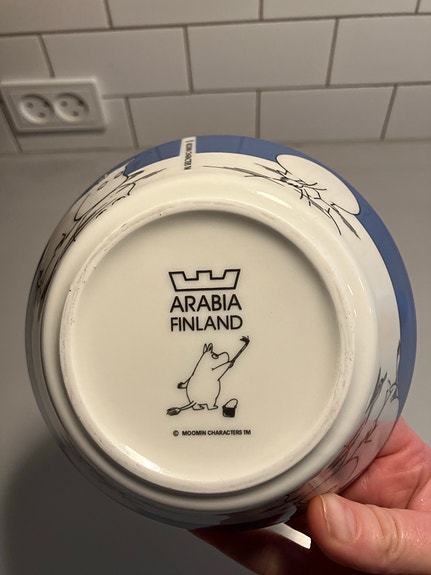 ARABIA
FINLAND
© MOOMIN CHARACTERS TM